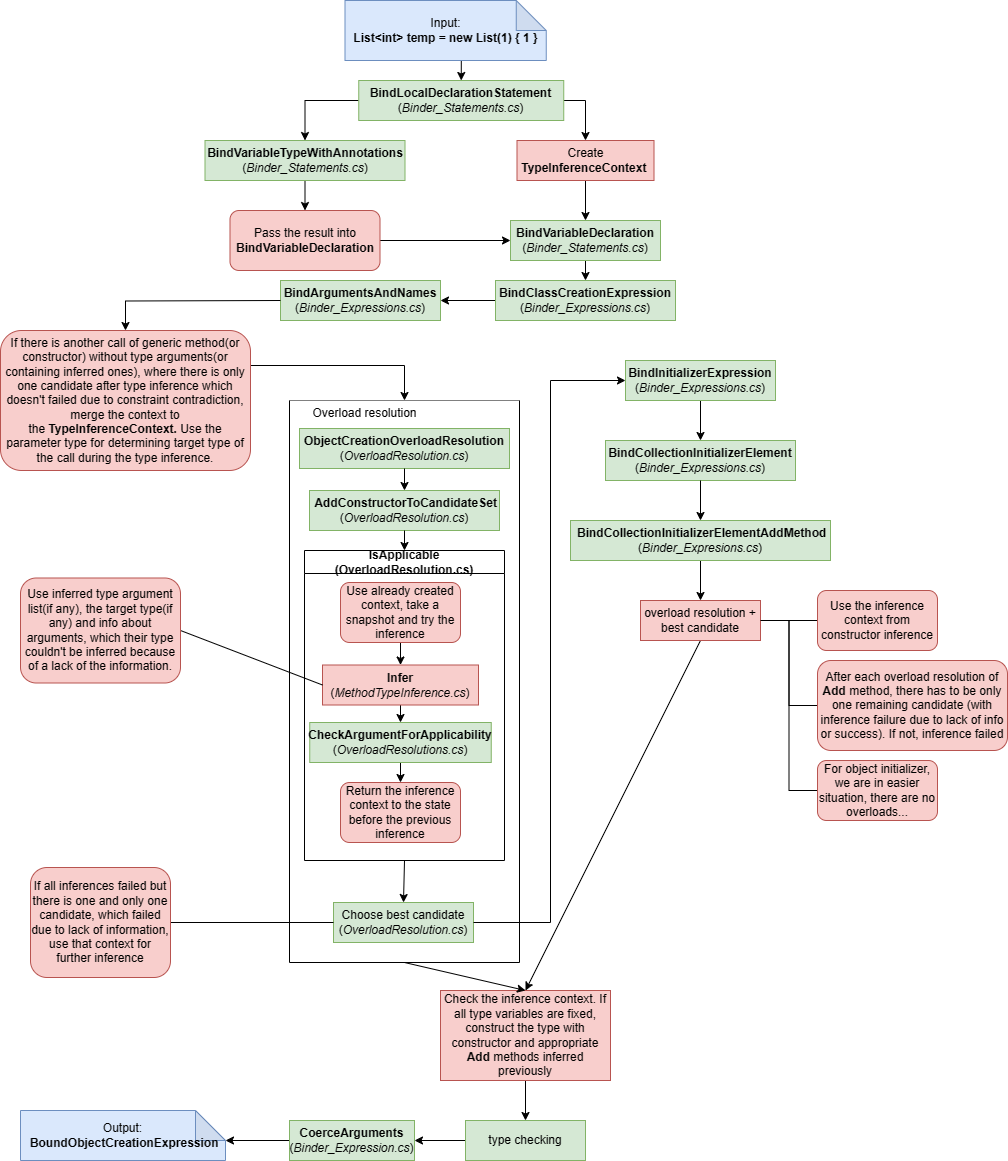 Input:
List<int> temp = new List(1) { 1 }
BindLocalDeclarationStatement
(Binder_Statements.cs)
BindVariableTypeWithAnnotations
(Binder_Statements.cs)
Create
TypeInferenceContext
Pass the result into
BindVariableDeclaration
BindVariableDeclaration
(Binder_Statements.cs)
BindArgumentsAndNames
(Binder_Expressions.cs)
BindClassCreationExpression
(Binder_Expressions.cs)
If there is another call of generic method(or
constructor) without type arguments(or
containing inferred ones), where there is only
one candidate after type inference which
doesn't failed due to constraint contradiction,
merge the context to
the TypeInferenceContext. Use the
parameter type for determining target type of
the call during the type inference.
Overload resolution
ObjectCreationOverloadResolution
(OverloadResolution.cs)
AddConstructorToCandidateSet
(OverloadResolution.cs)
IsApplicable
(OverloadResolution.cs)
Use already created
context, take a
snapshot and try the
inference
Infer
(MethodTypeInference.cs)
CheckArgumentForApplicability
(OverloadResolutions.cs)
Return the inference
context to the state
before the previous
inference
Choose best candidate
(OverloadResolution.cs)
Use inferred type argument
list(if any), the target type(if
any) and info about
arguments, which their type
couldn't be inferred because
of a lack of the information.
If all inferences failed but
there is one and only one
candidate, which failed
due to lack of information,
use that context for
further inference
BindInitializerExpression
(Binder_Expressions.cs)
BindCollectionInitializerElement
(Binder_Expressions.cs)
BindCollectionInitializerElementAddMethod
(Binder_Expresions.cs)
overload resolution +
best candidate
Use the inference
context from
constructor inference
After each overload resolution of
Add method, there has to be only
one remaining candidate (with
inference failure due to lack of info
or success). If not, inference failed
For object initializer,
we are in easier
situation, there are no
overloads...
Check the inference context. If
all type variables are fixed,
construct the type with
constructor and appropriate
Add methods inferred
previously
type checking
CoerceArguments
(Binder_Expression.cs)
Output:
BoundObjectCreationExpression